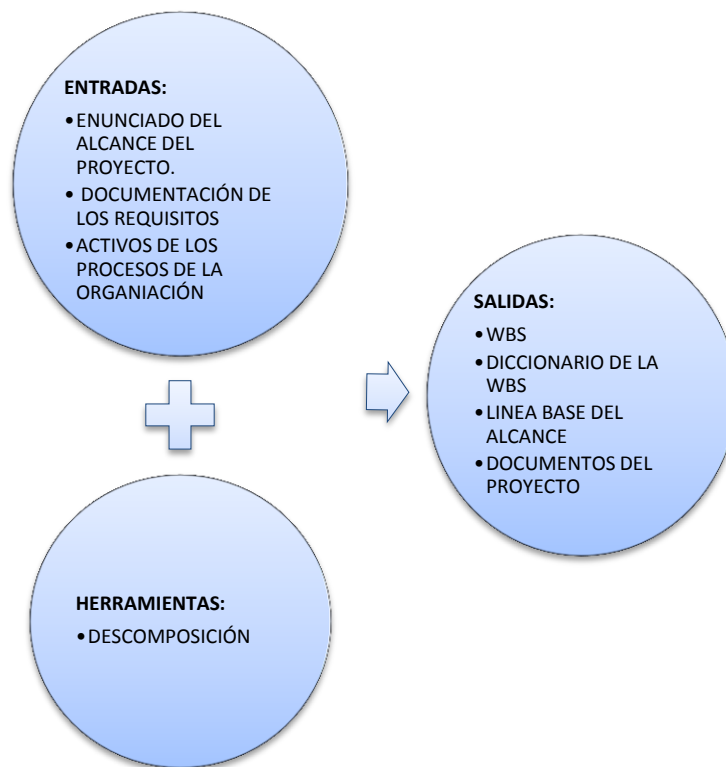 ENTRADAS:
•ENUNCIADO DEL
ALCANCE DEL
PROYECTO.
• DOCUMENTACIÓN DE
LOS REQUISITOS
•ACTIVOS DE LOS
PROCESOS DE LA
ORGANIACIÓN
HERRAMIENTAS:
•DESCOMPOSICIÓN
SALIDAS:
•WBS
•DICCIONARIO DE LA
WBS
•LINEA BASE DEL
ALCANCE
•DOCUMENTOS DEL
PROYECTO